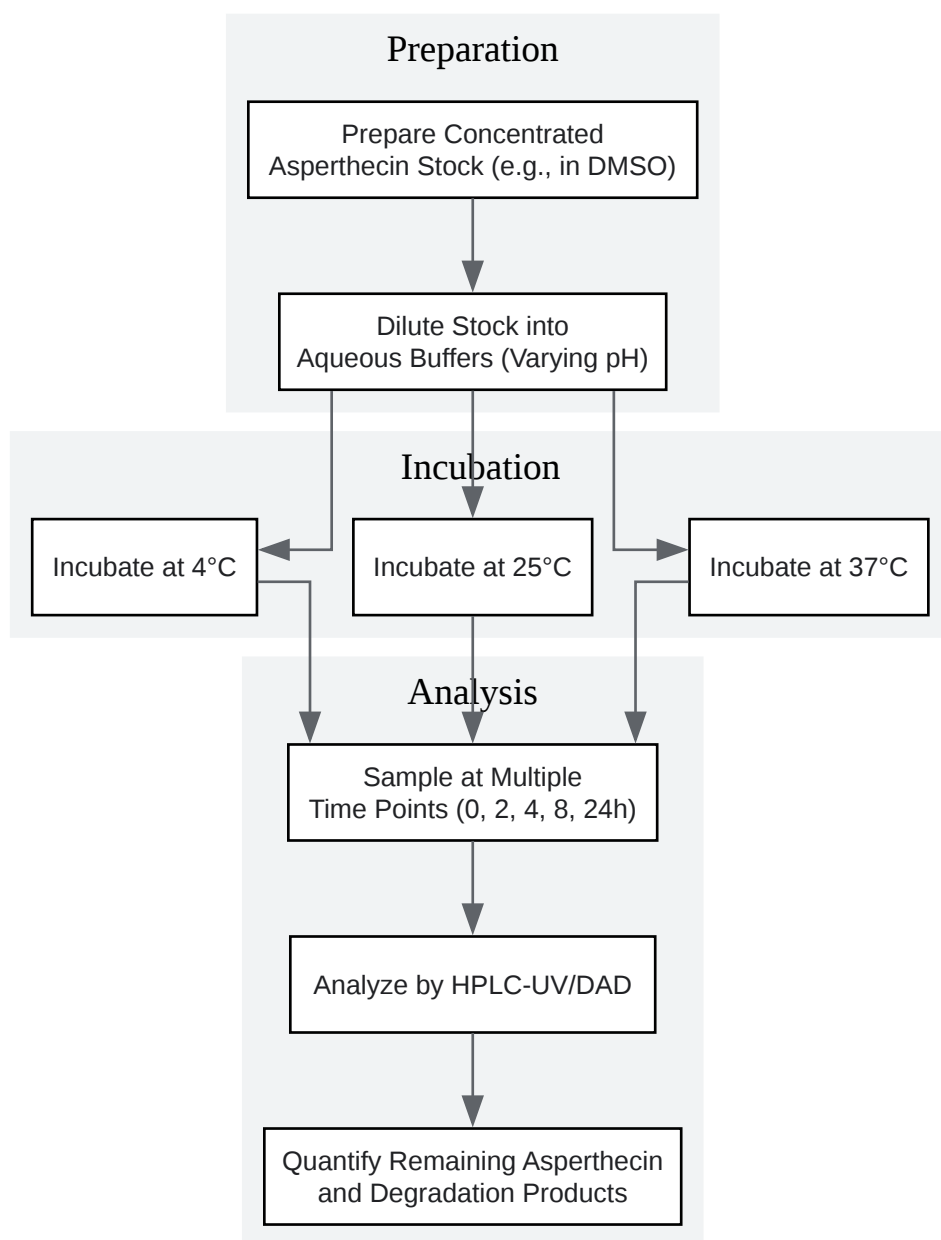 Preparation
Prepare Concentrated
Asperthecin Stock (e.g., in DMSO)
Dilute Stock into
Aqueous Buffers (Varying pH)
Incubation
Incubate at 4°C
Incubate at 25°C
Incubate at 37°C
Analysis
Sample at Multiple
Time Points (0, 2, 4, 8, 24h)
Analyze by HPLC-UV/DAD
Quantify Remaining Asperthecin
and Degradation Products